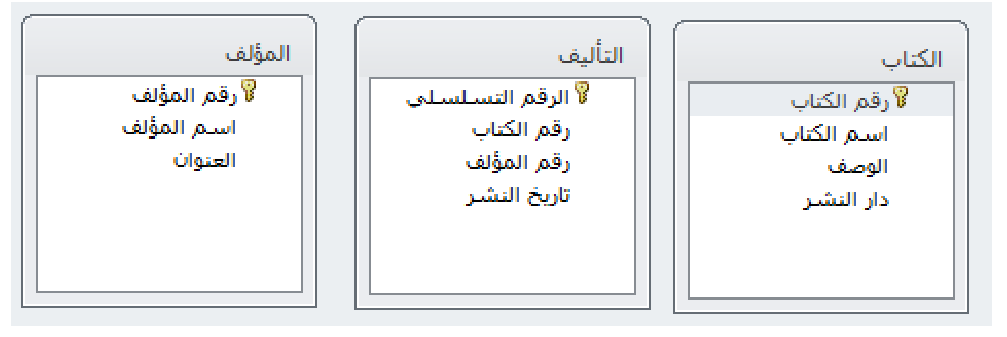 الكتاب
رقم الكتاب
اسم الكتاب
الوصف
دار النشر
التأليف
الرقم التسلسلي
رقم الكتاب
رقم المؤلف
تاريخ النشر
المؤلف
رقم المؤلف
اسم المؤلف
العنوان